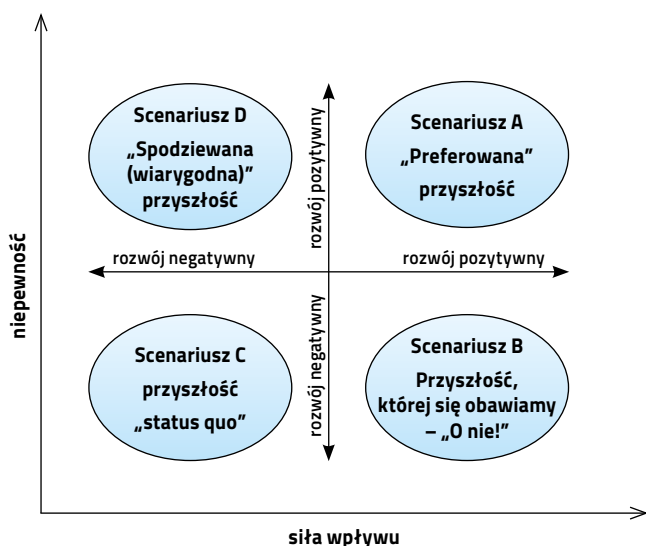 Scenariusz D
„Spodziewana
(wiarygodna)”
przyszłość
rozwój pozytywny
Scenariusz A
„Preferowana”
przyszłość
niepewność
rozwój negatywny
rozwój pozytywny
Scenariusz C
przyszłość
„status quo”
rozwój negatywny
Scenariusz B
Przyszłość,
której się obawiamy
– „O nie!”
siła wpływu